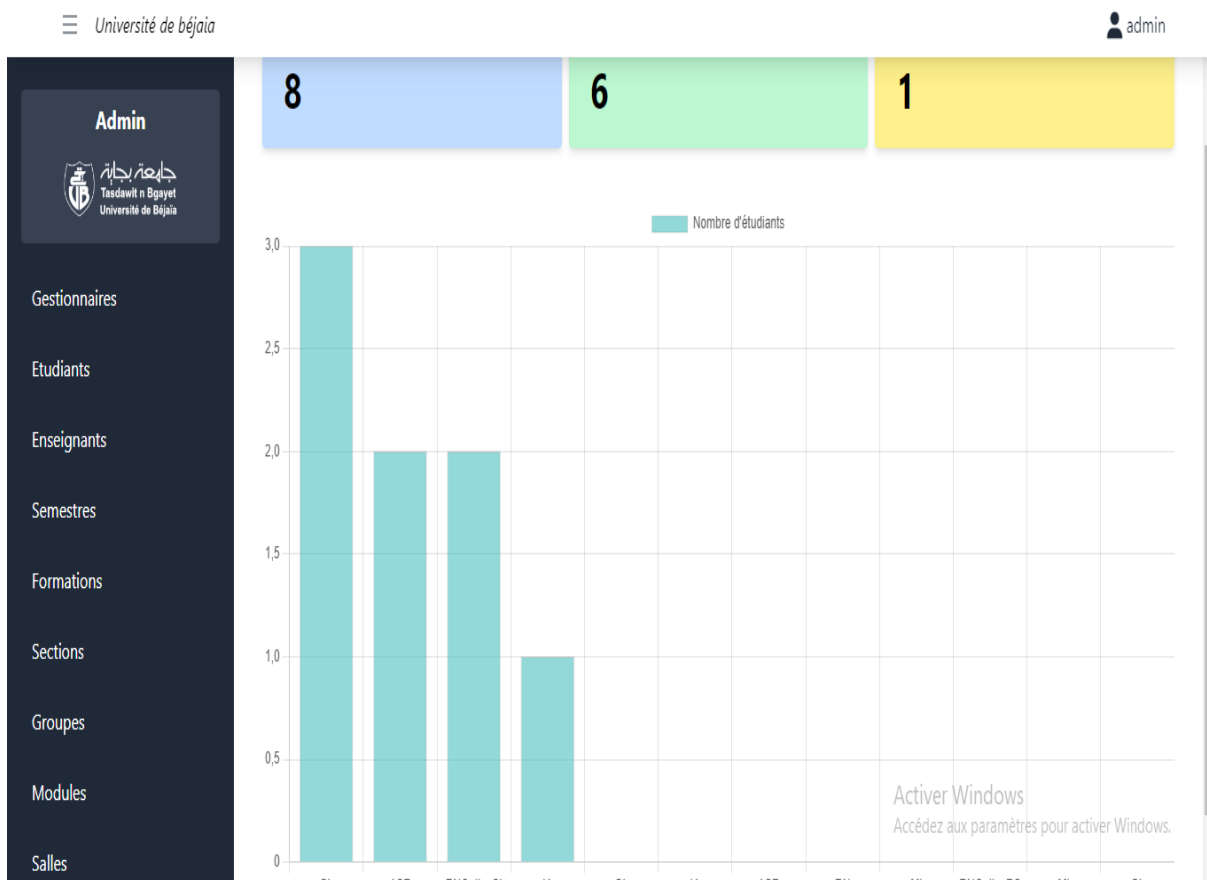 Université de béjaia
admin
Admin
جامعة بجاية
Tasdawit n Bgayet
Université de Béjaïa
Gestionnaires
Etudiants
Enseignants
Semestres
Formations
Sections
Groupes
Modules
Salles
8
6
1
Nombre d'étudiants
3,0
2,5
2,0
1,5
1,0
0,5
0
Activer Windows
Accédez aux paramètres pour activer Windows.